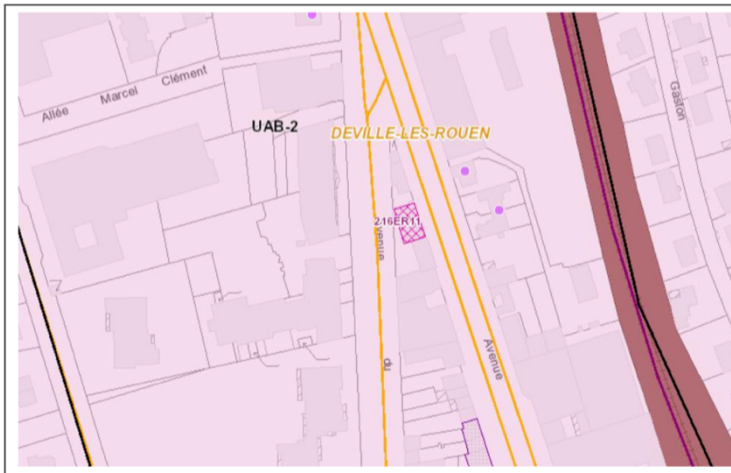 Allée Marcel Clément
Gaston
UAB-2
DEVILLE-LES-ROUEN
216ER11
Avenue
du
Avenue